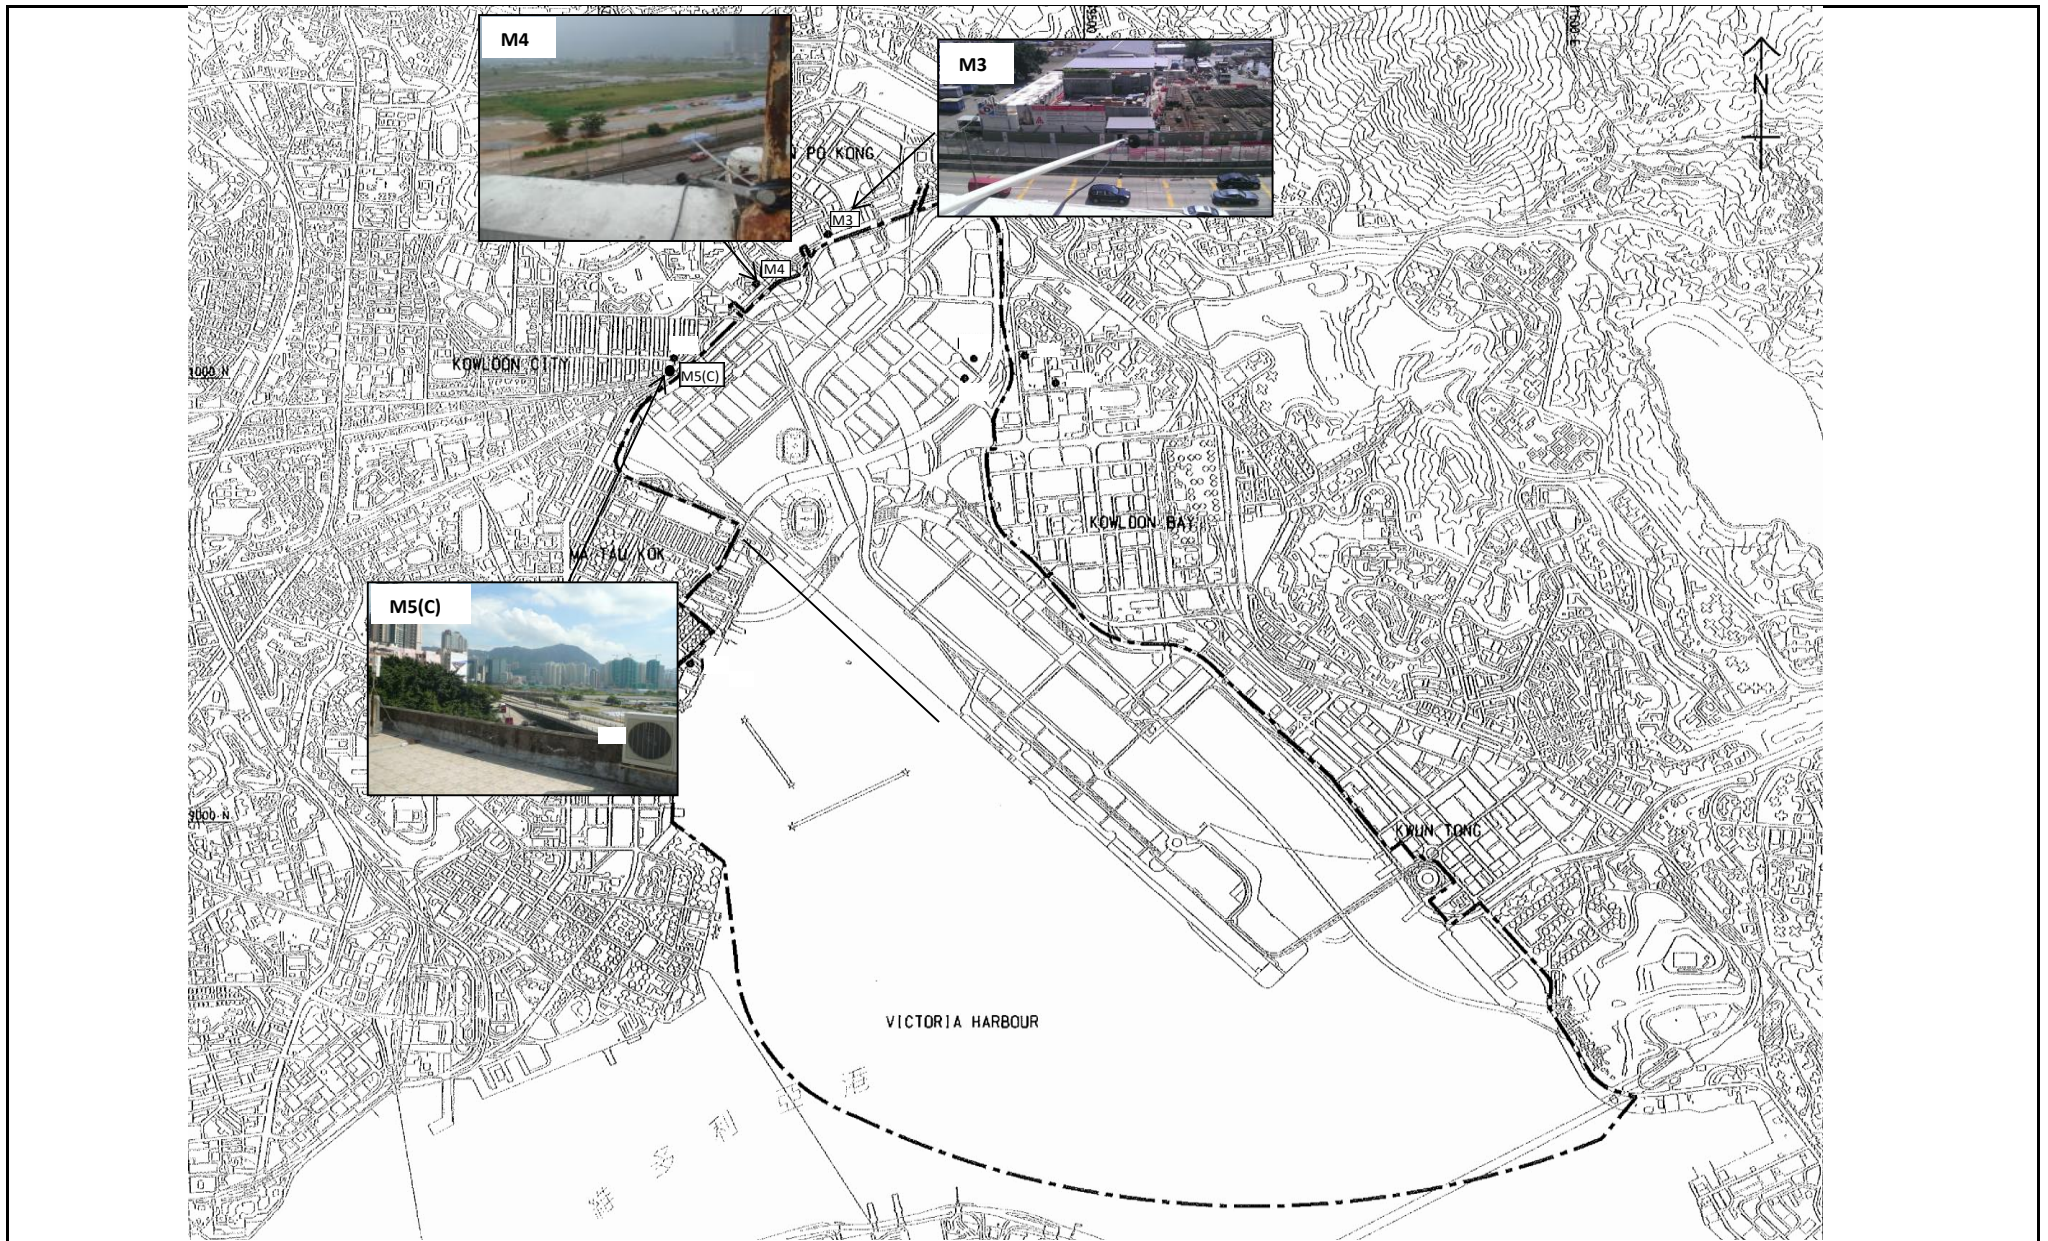 M4
M3
N
N PO KONG
M3
M4
KOWLOON CITY
M5(C)
KOWLOON BAY
MA TAU KOK
M5(C)
KWUN TONG
VICTORIA HARBOUR
維 多 利 亞 港